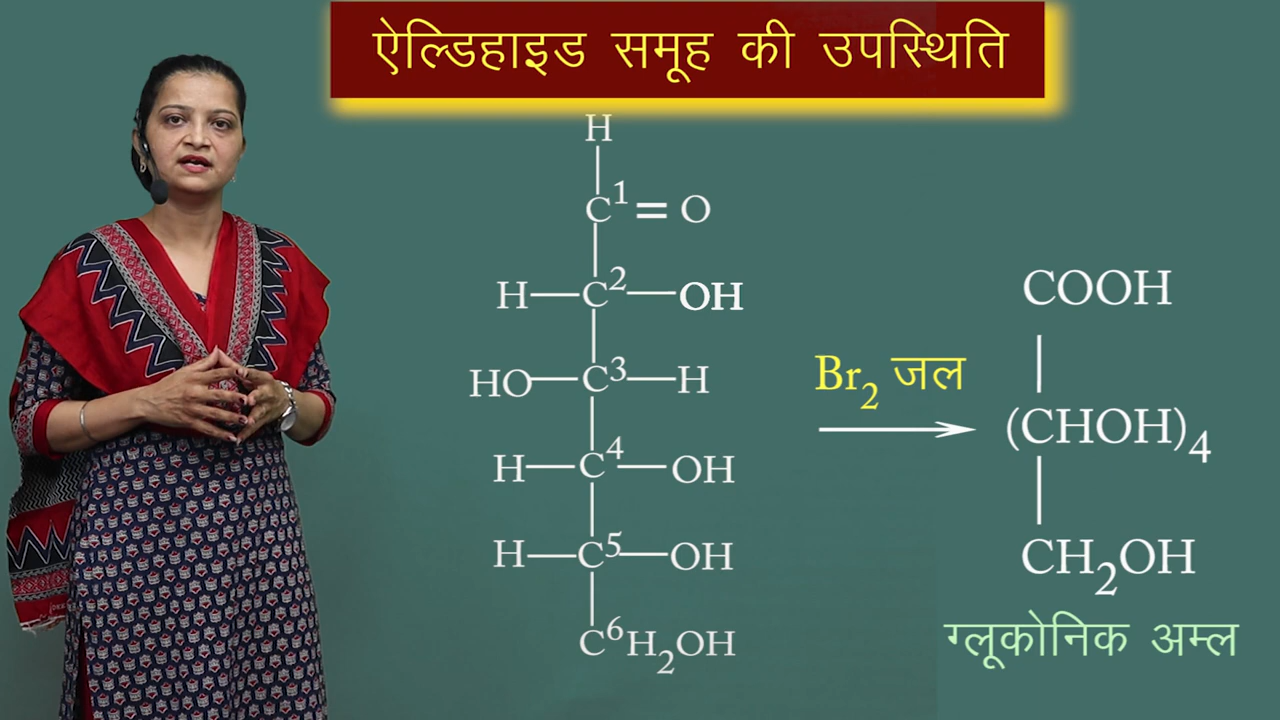 ऐल्डिहाइड समूह की उपस्थिति
H
C¹ = O
H—C²—OH
HO—C³—H
H—C⁴—OH
H—C⁵—OH
C⁶H₂OH
Br₂ जल
COOH
(CHOH)₄
CH₂OH
ग्लूकोनिक अम्ल